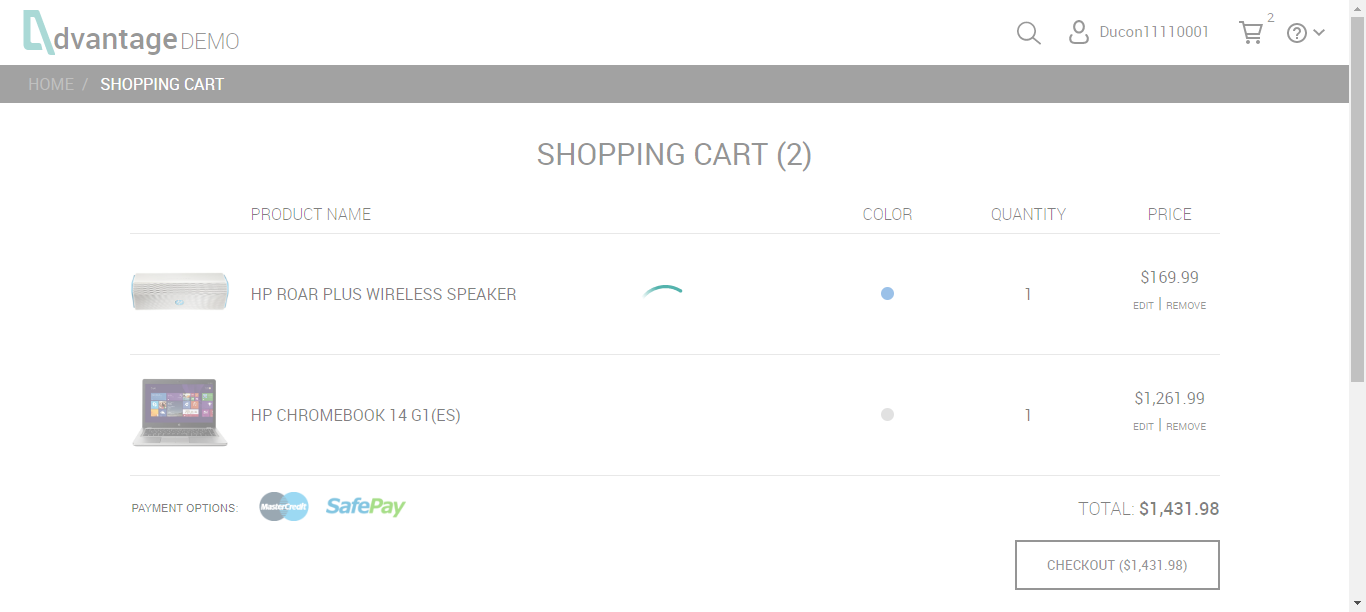 dvantage DEMO
Ducon11110001
2
?
HOME / SHOPPING CART
SHOPPING CART (2)
PRODUCT NAME COLOR QUANTITY PRICE
HP ROAR PLUS WIRELESS SPEAKER 1 $169.99
EDIT | REMOVE
HP CHROMEBOOK 14 G1(ES) 1 $1,261.99
EDIT | REMOVE
PAYMENT OPTIONS: MasterCredit SafePay TOTAL: $1,431.98
CHECKOUT ($1,431.98)